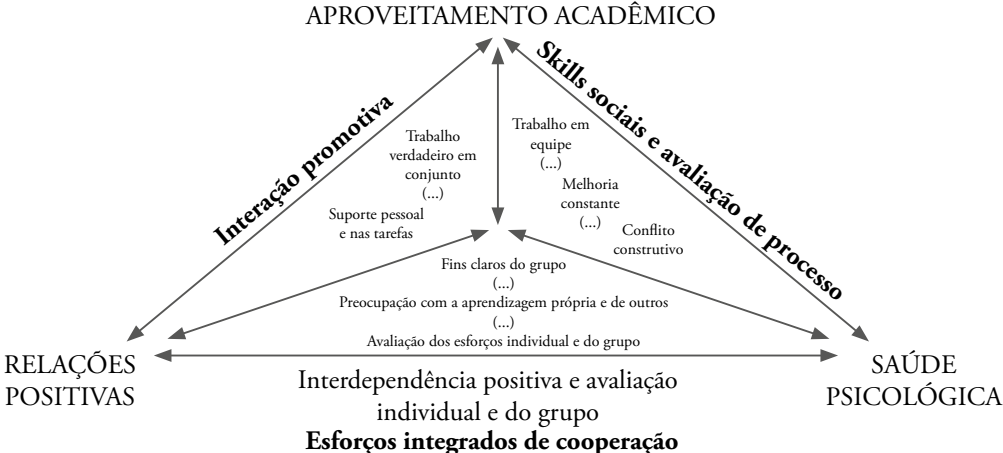 APROVEITAMENTO ACADÊMICO
Interação promotiva
Skills sociais e avaliação de processo
Trabalho
verdadeiro em
conjunto
(...)
Suporte pessoal
e nas tarefas
Trabalho em
equipe
(...)
Melhoria
constante
(...)
Conflito
construtivo
Fins claros do grupo
(...)
Preocupação com a aprendizagem própria e de outros
(...)
Avaliação dos esforços individual e do grupo
RELAÇÕES
POSITIVAS
SAÚDE
PSICOLÓGICA
Interdependência positiva e avaliação
individual e do grupo
Esforços integrados de cooperação